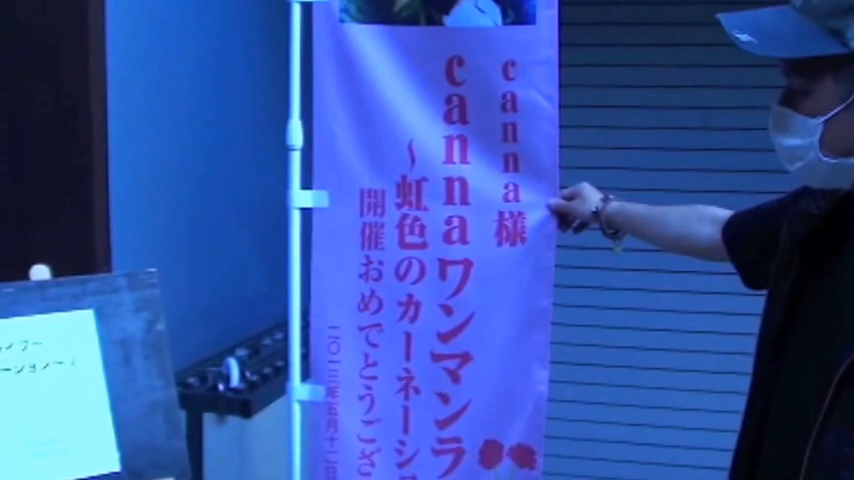 canna様
cannaワンマンラ
〜虹色のカーネーシ
開催おめでとうござ
二〇一三年五月十二日